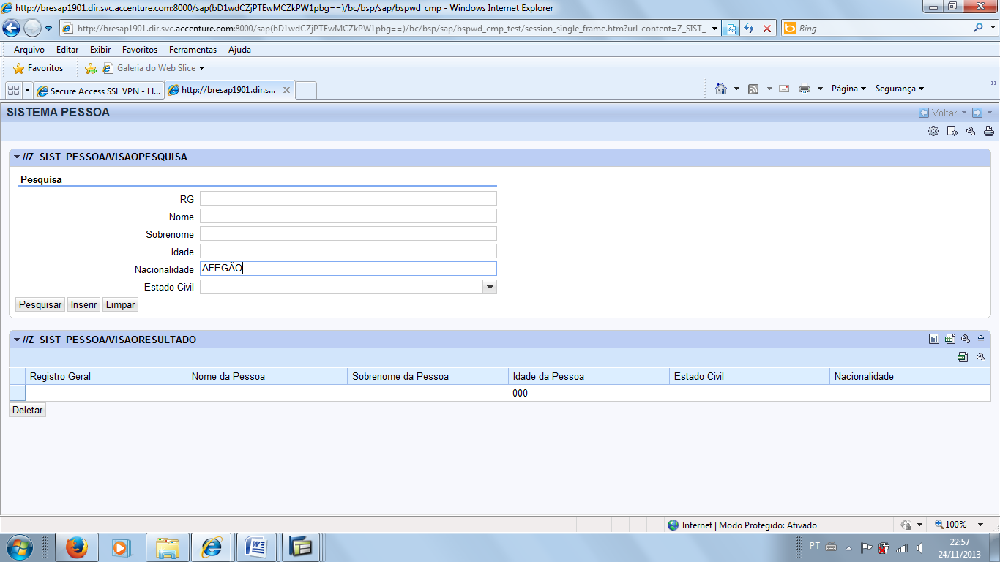 http://bresap1901.dir.svc.accenture.com:8000/sap(bD1wdCZjPTEwMCZkPW1pbg==)/bc/bsp/sap/bspwd_cmp - Windows Internet Explorer
http://bresap1901.dir.svc.accenture.com:8000/sap(bD1wdCZjPTEwMCZkPW1pbg==)/bc/bsp/sap/bspwd_cmp_test/session_single_frame.htm?url-content=Z_SIST_ Bing
Arquivo Editar Exibir Favoritos Ferramentas Ajuda
Favoritos Galeria do Web Slice
Secure Access SSL VPN - H... http://bresap1901.dir.s... Página Segurança
SISTEMA PESSOA Voltar
//Z_SIST_PESSOA/VISAOPESQUISA
Pesquisa
RG
Nome
Sobrenome
Idade
Nacionalidade AFEGÃO
Estado Civil
Pesquisar Inserir Limpar
//Z_SIST_PESSOA/VISAORESULTADO
Registro Geral Nome da Pessoa Sobrenome da Pessoa Idade da Pessoa Estado Civil Nacionalidade
000
Deletar
Internet | Modo Protegido: Ativado 100%
PT 22:57
24/11/2013